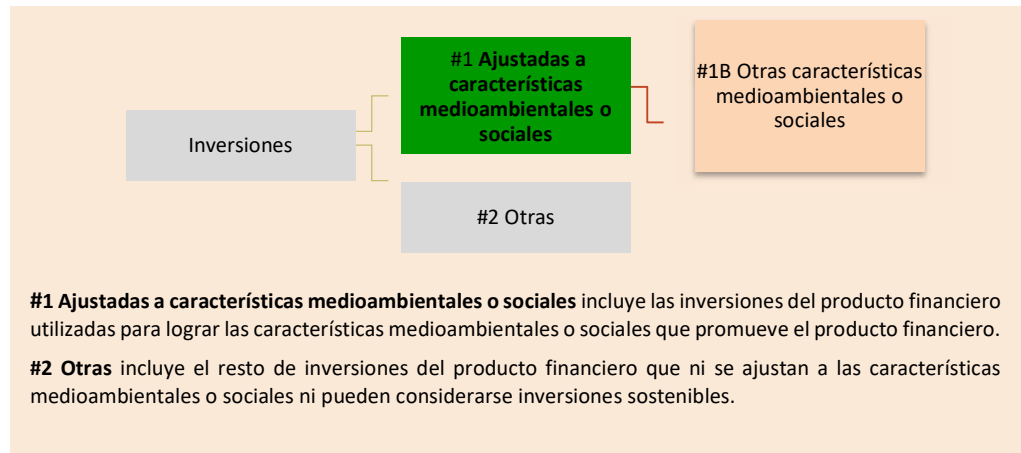 #1 Ajustadas a
características
medioambientales o
sociales
#1B Otras características
medioambientales o
sociales
Inversiones
#2 Otras
#1 Ajustadas a características medioambientales o sociales incluye las inversiones del producto financiero
utilizadas para lograr las características medioambientales o sociales que promueve el producto financiero.
#2 Otras incluye el resto de inversiones del producto financiero que ni se ajustan a las características
medioambientales o sociales ni pueden considerarse inversiones sostenibles.